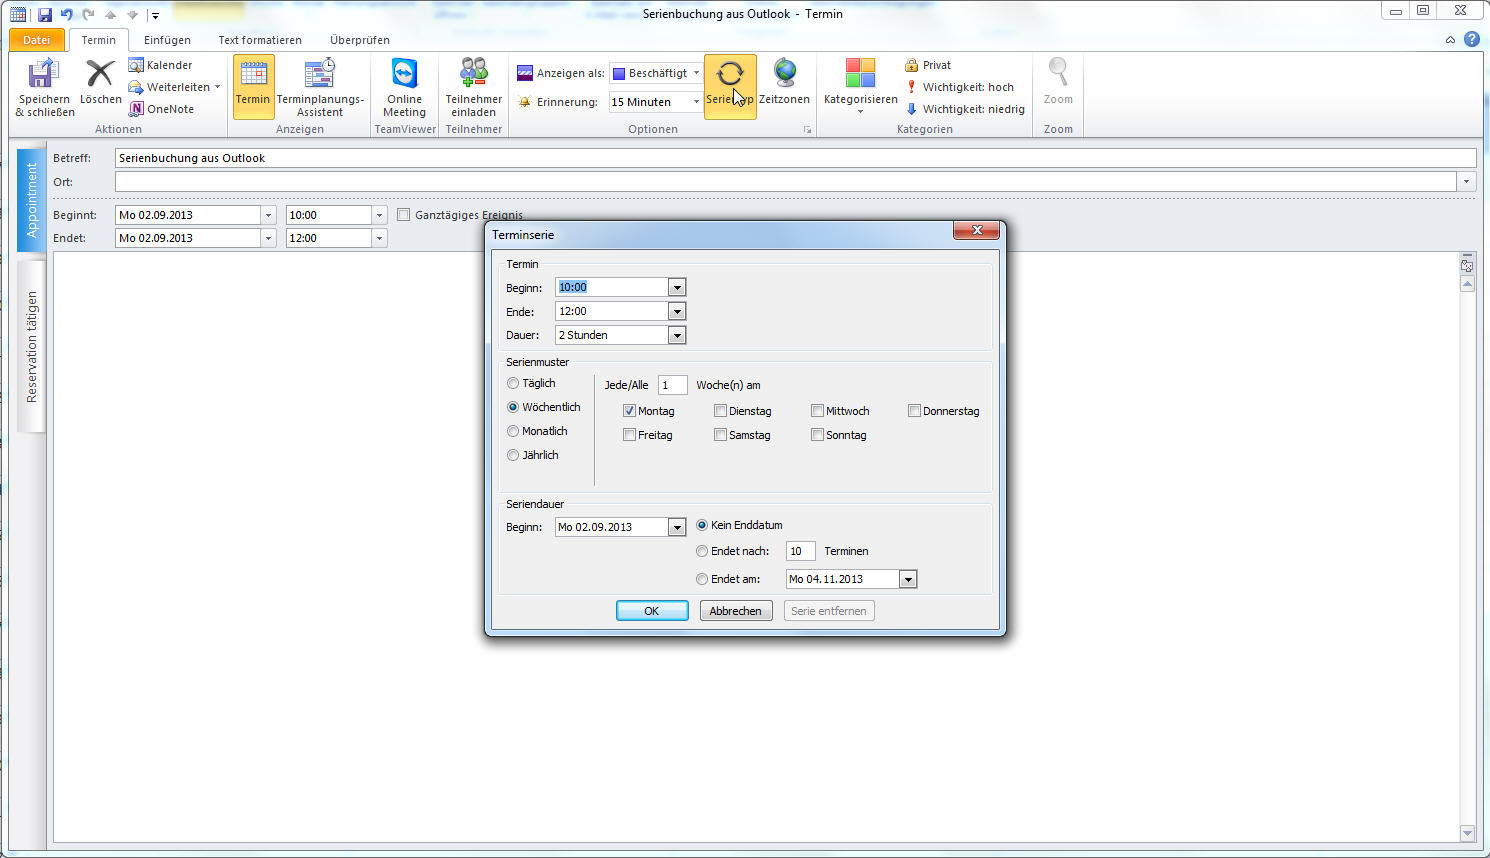 Serienbuchung aus Outlook - Termin
Datei Termin Einfügen Text formatieren Überprüfen
Speichern & schließen
Löschen
Kalender
Weiterleiten
OneNote
Aktionen
Termin
Terminplanungs-Assistent
Anzeigen
Online Meeting
TeamViewer
Teilnehmer einladen
Teilnehmer
Anzeigen als: Beschäftigt
Erinnerung: 15 Minuten
Zeitzonen
Optionen
Kategorisieren
Privat
Wichtigkeit: hoch
Wichtigkeit: niedrig
Kategorien
Zoom
Zoom
Appointment
Reservation tätigen
Betreff: Serienbuchung aus Outlook
Ort:
Beginnt: Mo 02.09.2013 10:00 Ganztägiges Ereignis
Endet: Mo 02.09.2013 12:00
Terminserie
Termin
Beginn: 10:00
Ende: 12:00
Dauer: 2 Stunden
Serienmuster
Täglich
Wöchentlich
Monatlich
Jährlich
Jede/Alle 1 Woche(n) am
Montag Dienstag Mittwoch Donnerstag
Freitag Samstag Sonntag
Seriendauer
Beginn: Mo 02.09.2013
Kein Enddatum
Endet nach: 10 Terminen
Endet am: Mo 04.11.2013
OK Abbrechen Serie entfernen